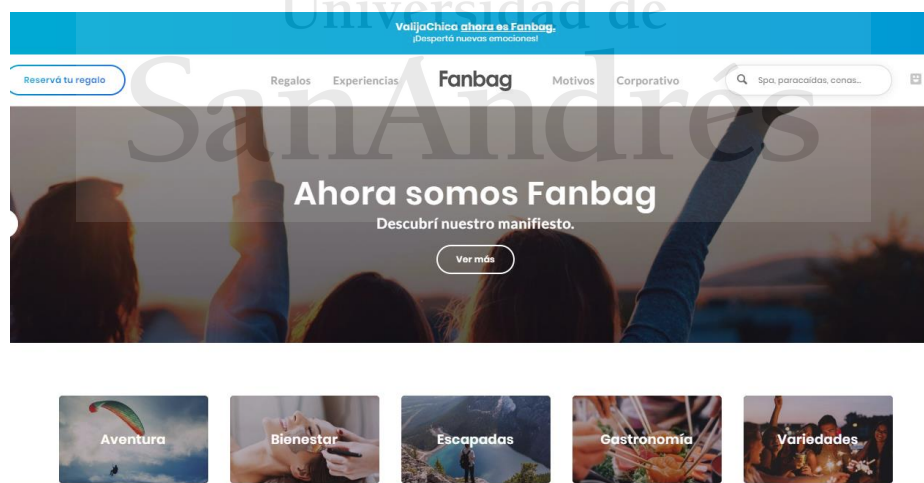 Universidad de
SanAndrés
ValijaChica ahora es Fanbag.
¡Despertá nuevas emociones!
Reservá tu regalo
Regalos
Experiencias
Fanbag
Motivos
Corporativo
Spa, paracaídas, cenas...
Ahora somos Fanbag
Descubrí nuestro manifiesto.
Ver más
Aventura
Bienestar
Escapadas
Gastronomía
Variedades